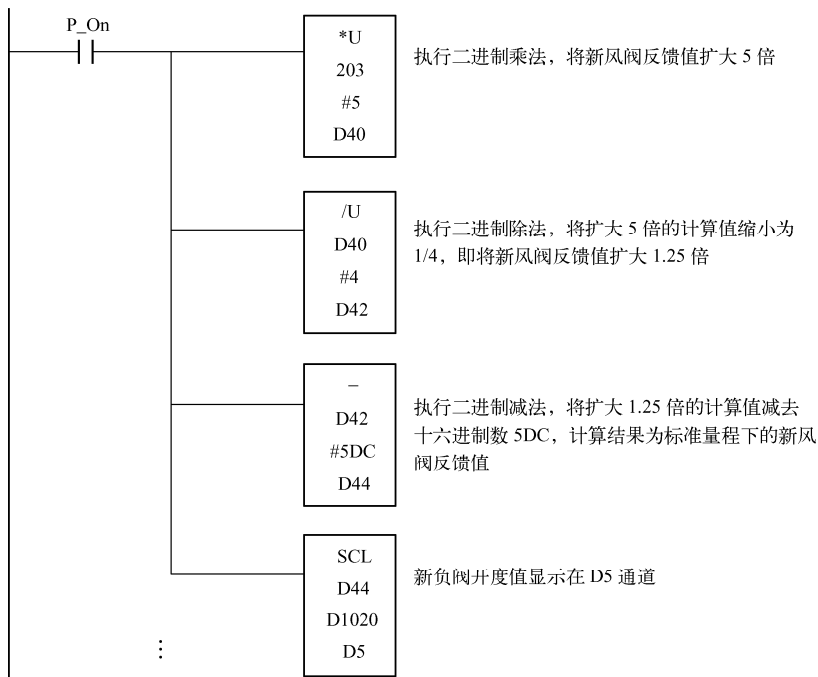 P_On
*U
203
#5
D40
执行二进制乘法，将新风阀反馈值扩大 5 倍
/U
D40
#4
D42
执行二进制除法，将扩大 5 倍的计算值缩小为
1/4，即将新风阀反馈值扩大 1.25 倍
－
D42
#5DC
D44
执行二进制减法，将扩大 1.25 倍的计算值减去
十六进制数 5DC，计算结果为标准量程下的新风
阀反馈值
SCL
D44
D1020
D5
新负阀开度值显示在 D5 通道
⋮